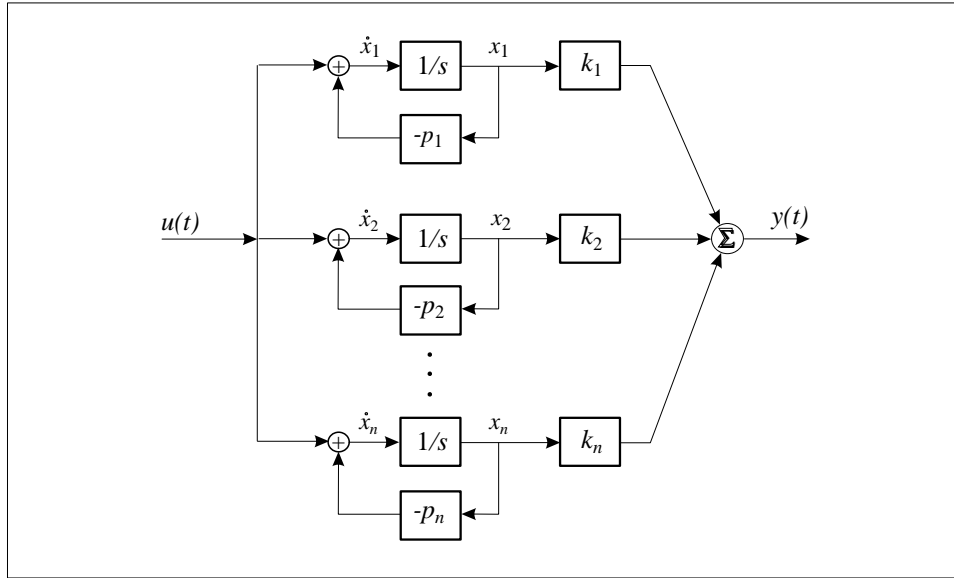 ẋ₁ x₁
+ 1/s k₁
-p₁
u(t) ẋ₂ x₂ y(t)
+ 1/s k₂ Σ
-p₂
ẋₙ xₙ
+ 1/s kₙ
-pₙ